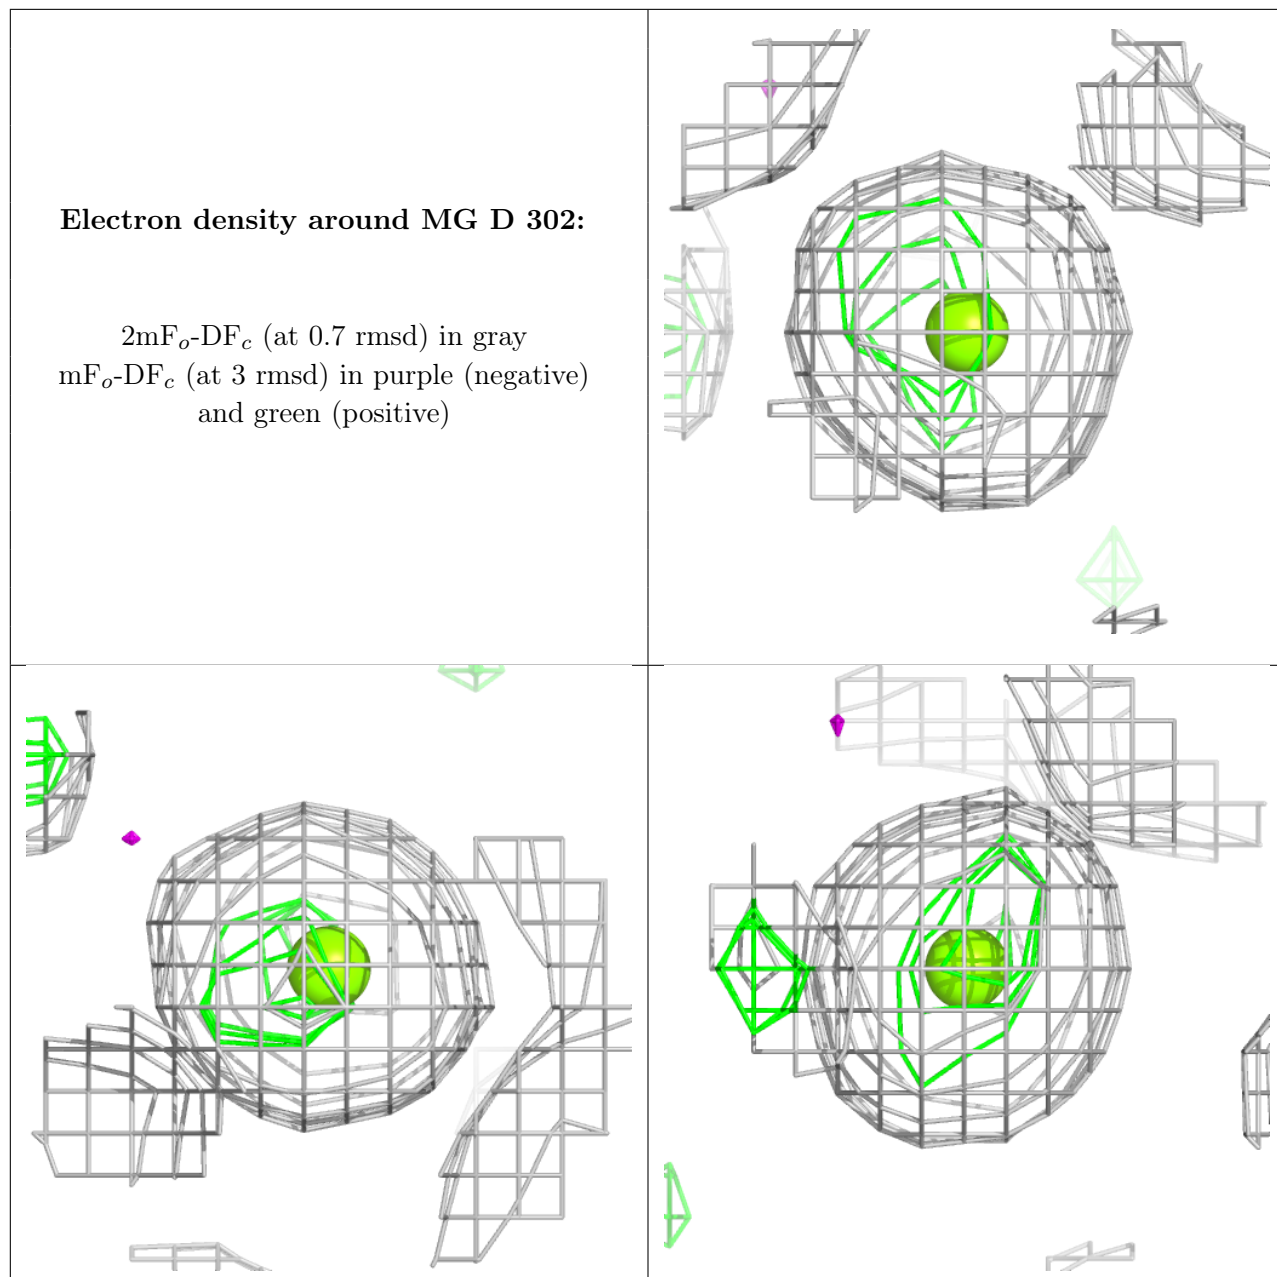 Electron density around MG D 302:
2mFo-DFc (at 0.7 rmsd) in gray
mFo-DFc (at 3 rmsd) in purple (negative)
and green (positive)